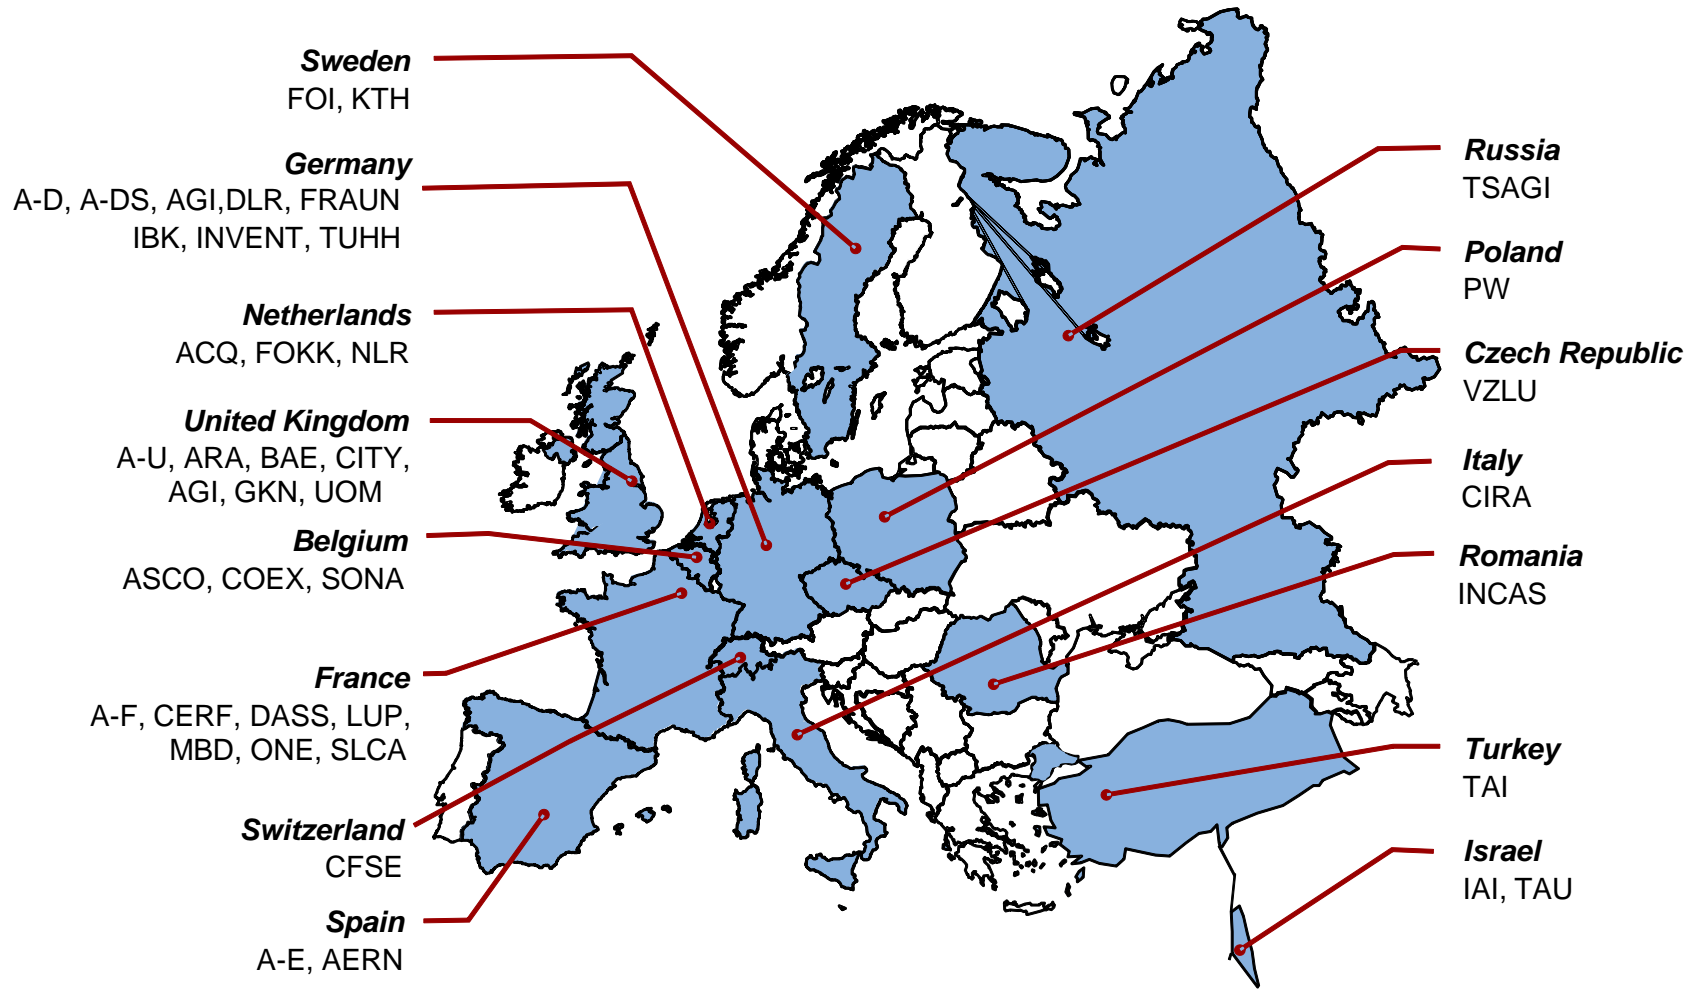 Sweden
FOI, KTH
Germany
A-D, A-DS, AGI,DLR, FRAUN
IBK, INVENT, TUHH
Netherlands
ACQ, FOKK, NLR
United Kingdom
A-U, ARA, BAE, CITY,
AGI, GKN, UOM
Belgium
ASCO, COEX, SONA
France
A-F, CERF, DASS, LUP,
MBD, ONE, SLCA
Switzerland
CFSE
Spain
A-E, AERN
Russia
TSAGI
Poland
PW
Czech Republic
VZLU
Italy
CIRA
Romania
INCAS
Turkey
TAI
Israel
IAI, TAU